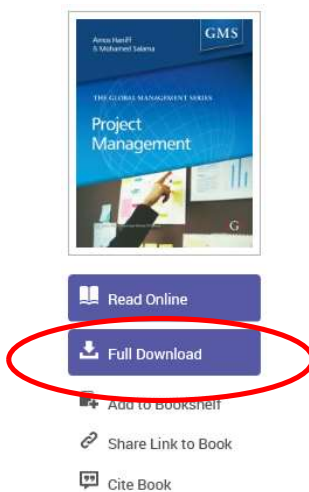 Amos Haniff
& Mohamed Salama
GMS
THE GLOBAL MANAGEMENT SERIES
Project
Management
G
Read Online
Full Download
Add to Bookshelf
Share Link to Book
Cite Book